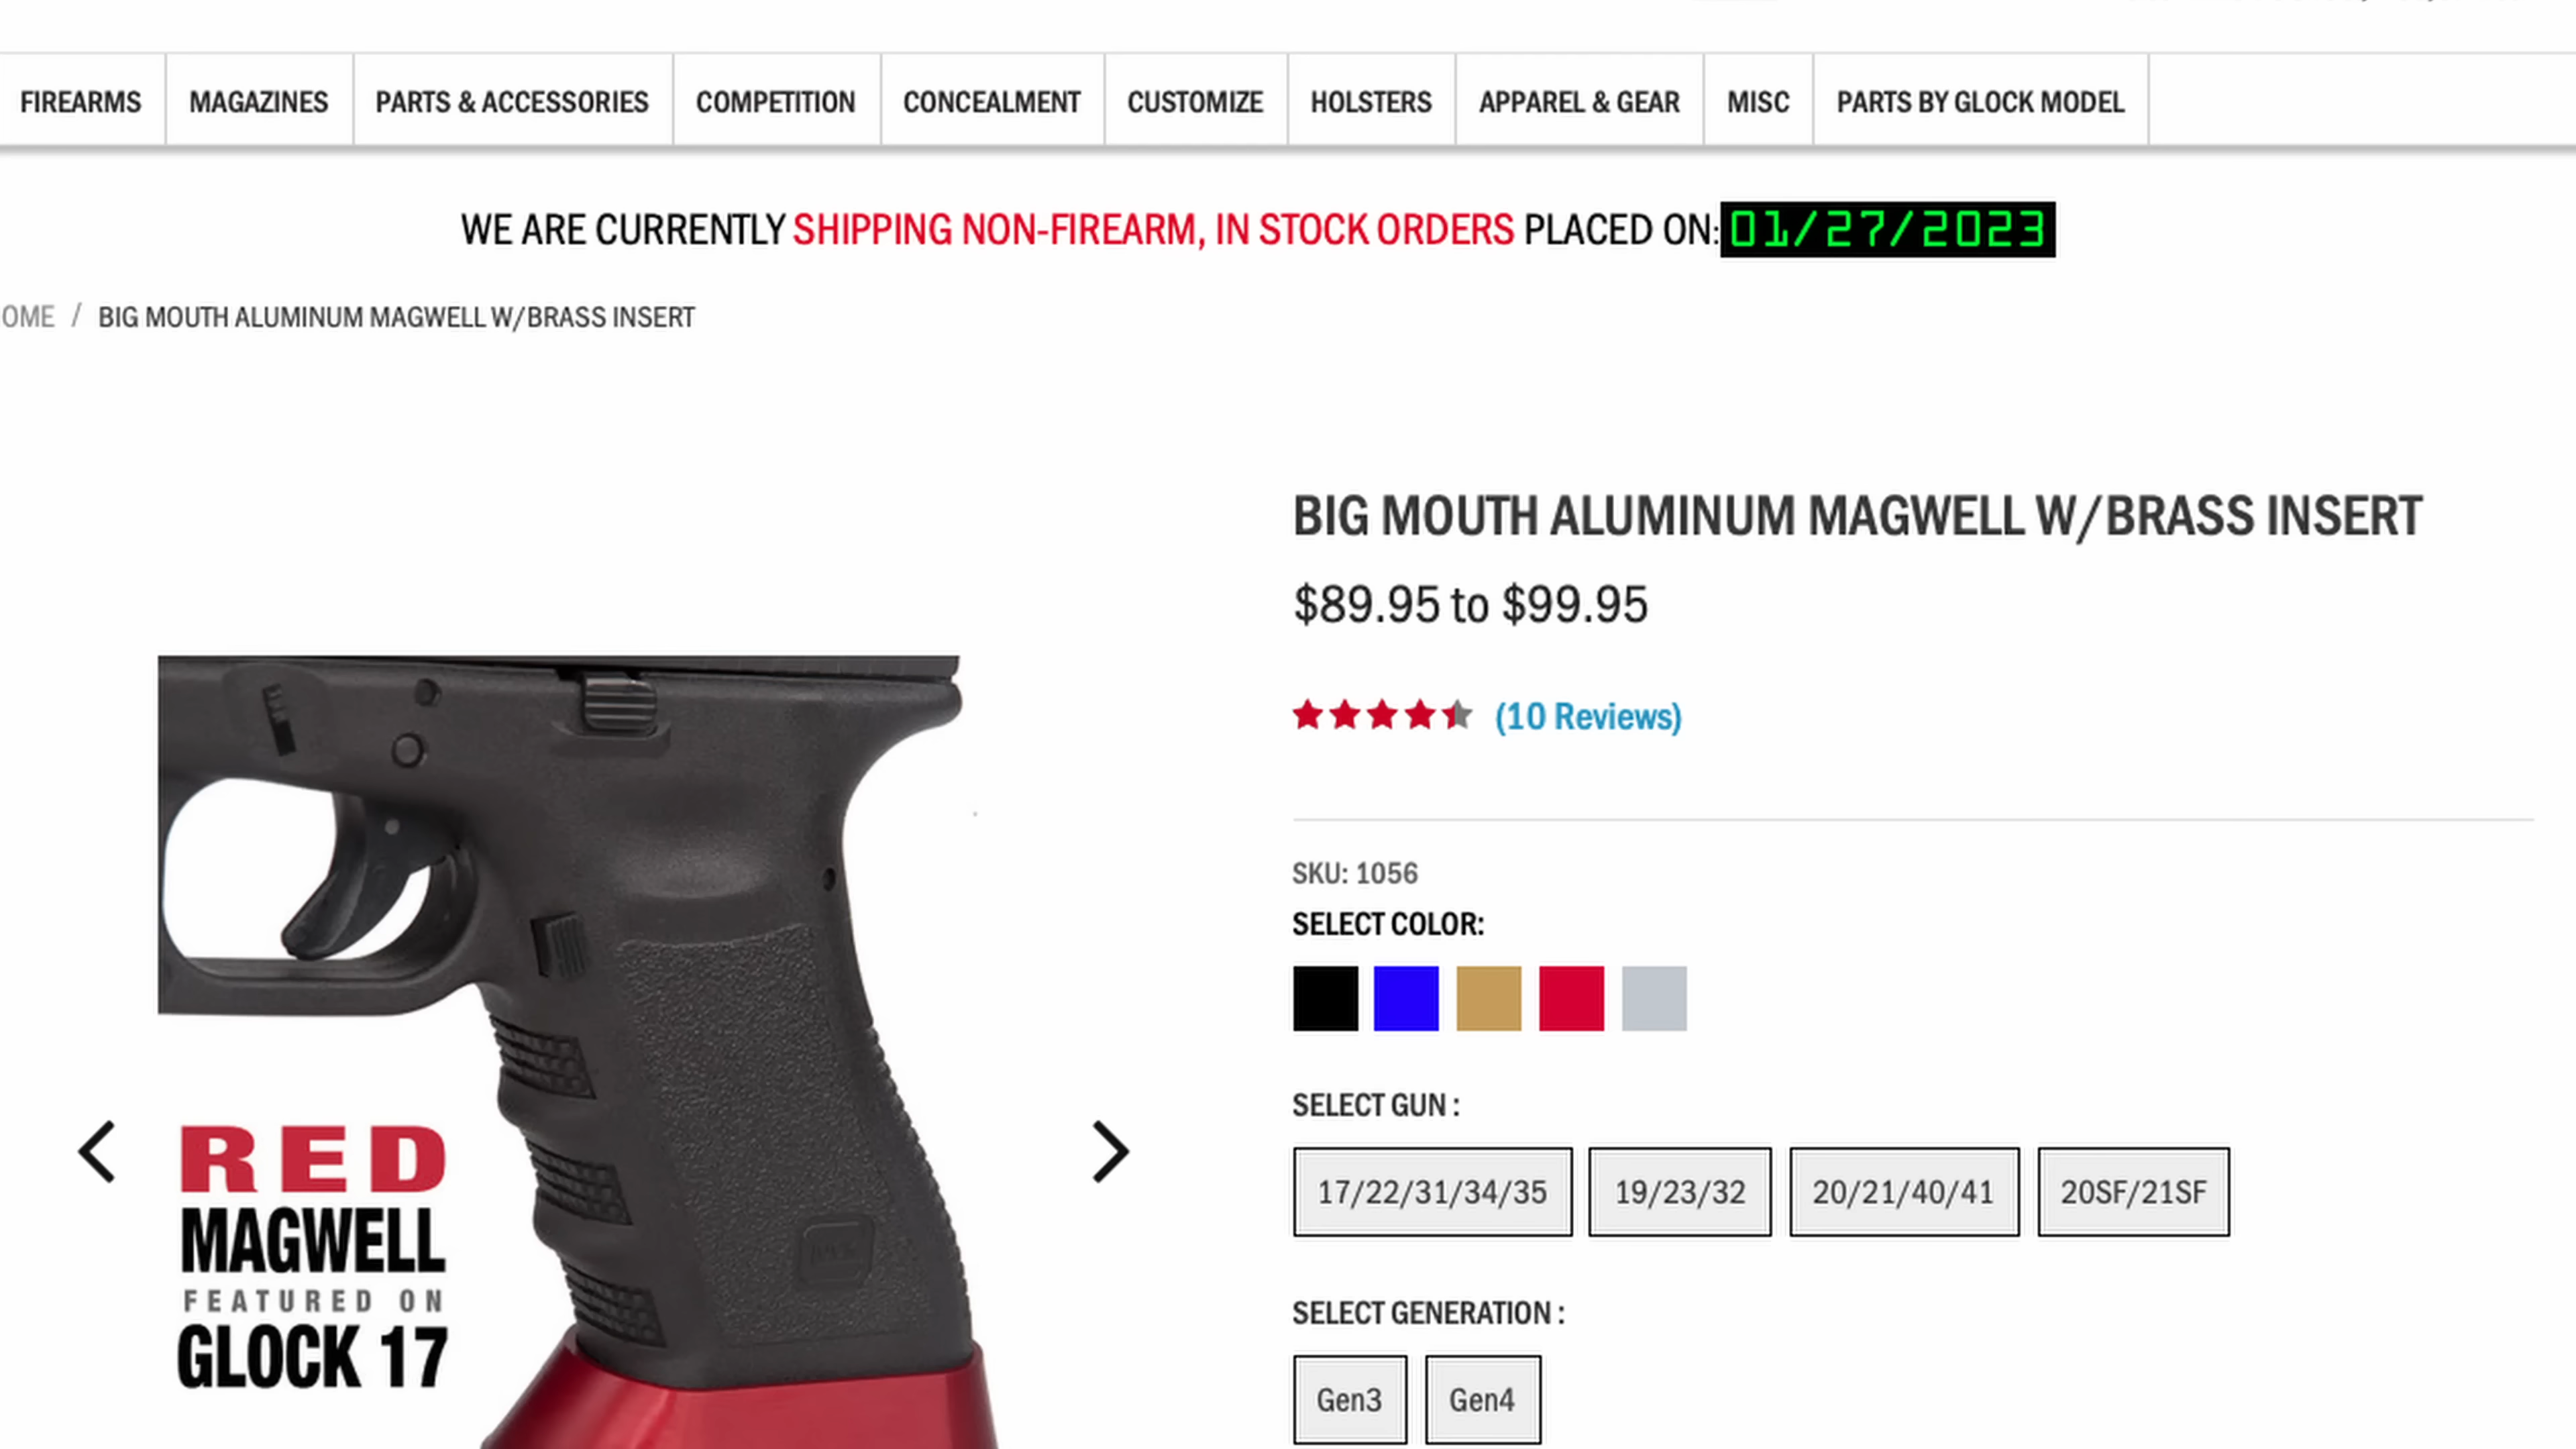 FIREARMS
MAGAZINES
PARTS & ACCESSORIES
COMPETITION
CONCEALMENT
CUSTOMIZE
HOLSTERS
APPAREL & GEAR
MISC
PARTS BY GLOCK MODEL
WE ARE CURRENTLY SHIPPING NON-FIREARM, IN STOCK ORDERS PLACED ON: 01/27/2023
OME / BIG MOUTH ALUMINUM MAGWELL W/BRASS INSERT
BIG MOUTH ALUMINUM MAGWELL W/BRASS INSERT
$89.95 to $99.95
(10 Reviews)
SKU: 1056
SELECT COLOR:
SELECT GUN :
17/22/31/34/35
19/23/32
20/21/40/41
20SF/21SF
SELECT GENERATION :
Gen3
Gen4
RED
MAGWELL
FEATURED ON
GLOCK 17